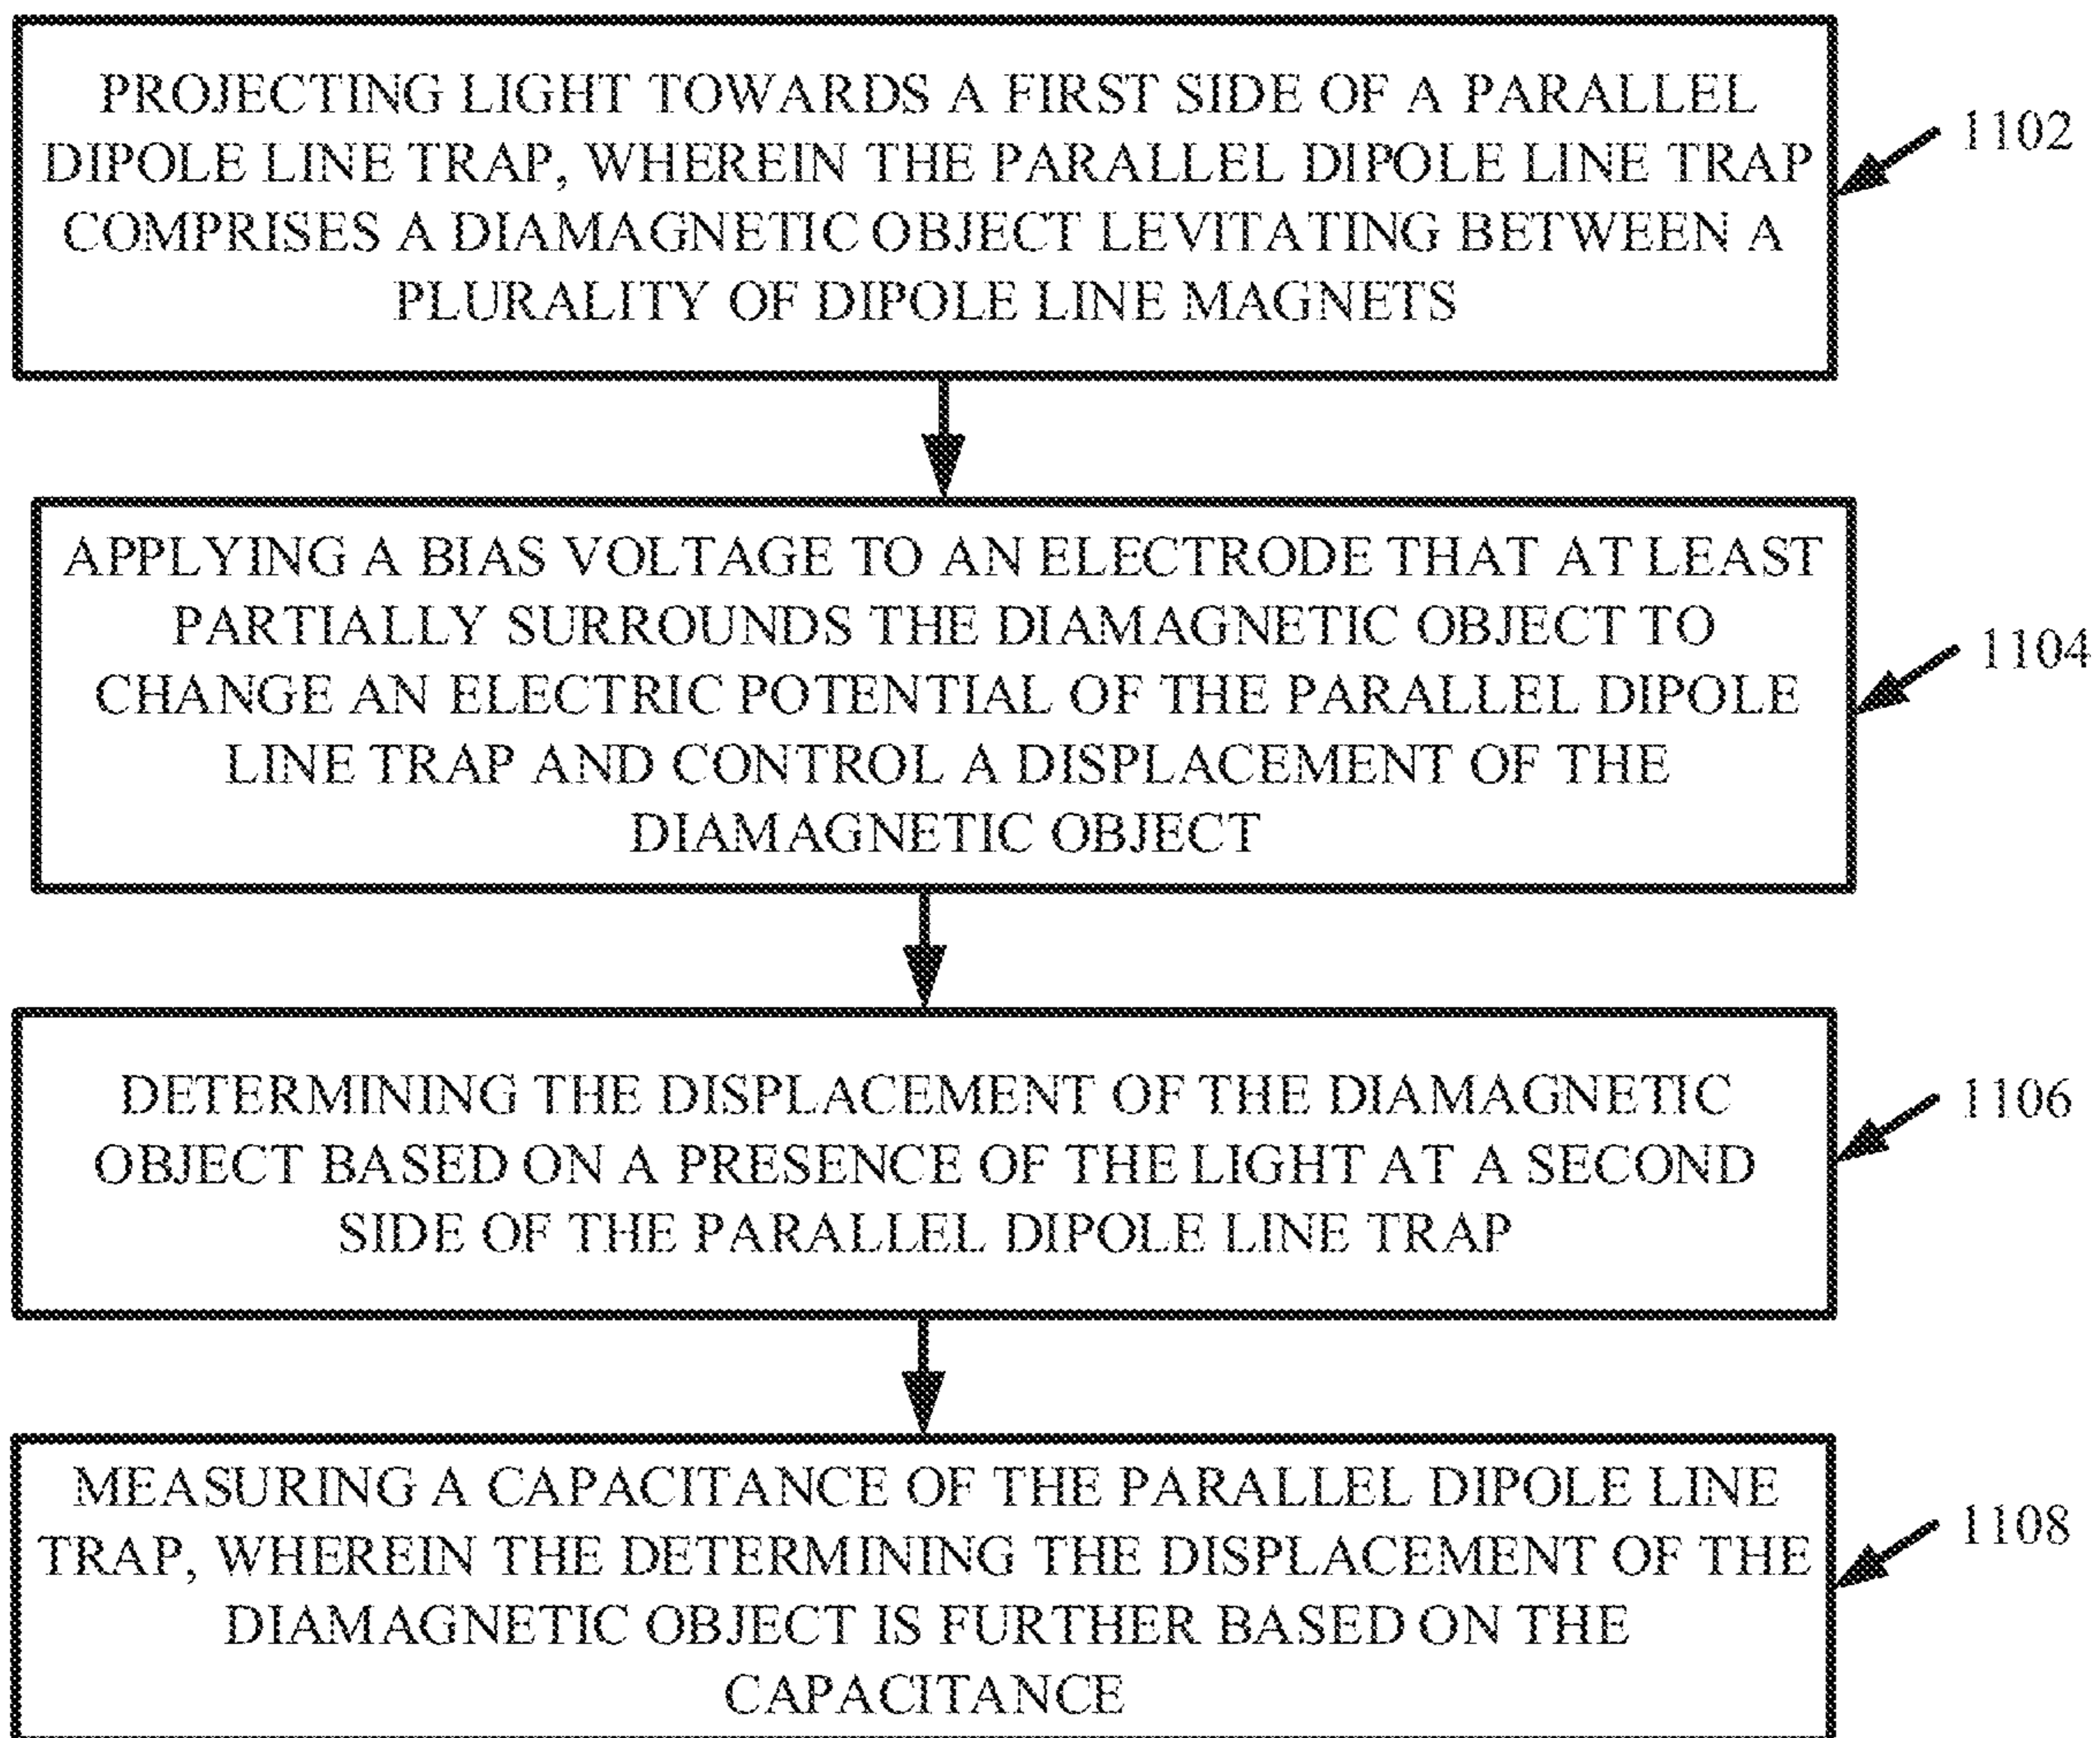 PROJECTING LIGHT TOWARDS A FIRST SIDE OF A PARALLEL
DIPOLE LINE TRAP, WHEREIN THE PARALLEL DIPOLE LINE TRAP
COMPRISES A DIAMAGNETIC OBJECT LEVITATING BETWEEN A
PLURALITY OF DIPOLE LINE MAGNETS
1102
APPLYING A BIAS VOLTAGE TO AN ELECTRODE THAT AT LEAST
PARTIALLY SURROUNDS THE DIAMAGNETIC OBJECT TO
CHANGE AN ELECTRIC POTENTIAL OF THE PARALLEL DIPOLE
LINE TRAP AND CONTROL A DISPLACEMENT OF THE
DIAMAGNETIC OBJECT
1104
DETERMINING THE DISPLACEMENT OF THE DIAMAGNETIC
OBJECT BASED ON A PRESENCE OF THE LIGHT AT A SECOND
SIDE OF THE PARALLEL DIPOLE LINE TRAP
1106
MEASURING A CAPACITANCE OF THE PARALLEL DIPOLE LINE
TRAP, WHEREIN THE DETERMINING THE DISPLACEMENT OF THE
DIAMAGNETIC OBJECT IS FURTHER BASED ON THE
CAPACITANCE
1108